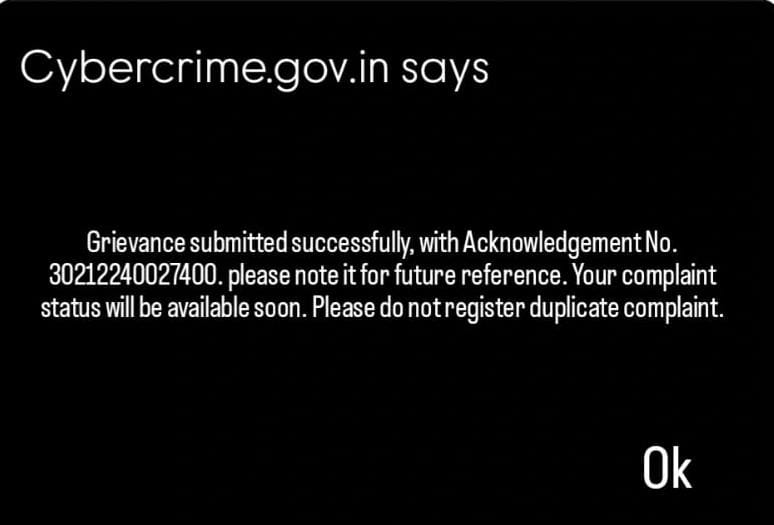 Cybercrime.gov.in says
Grievance submitted successfully, with Acknowledgement No.
30212240027400. please note it for future reference. Your complaint
status will be available soon. Please do not register duplicate complaint.
Ok